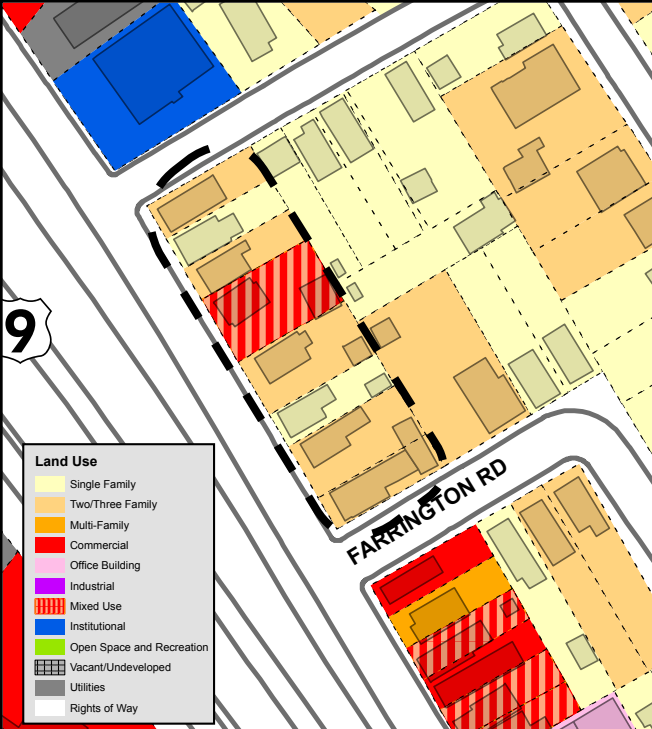 9
FARRINGTON RD
Land Use
Single Family
Two/Three Family
Multi-Family
Commercial
Office Building
Industrial
Mixed Use
Institutional
Open Space and Recreation
Vacant/Undeveloped
Utilities
Rights of Way